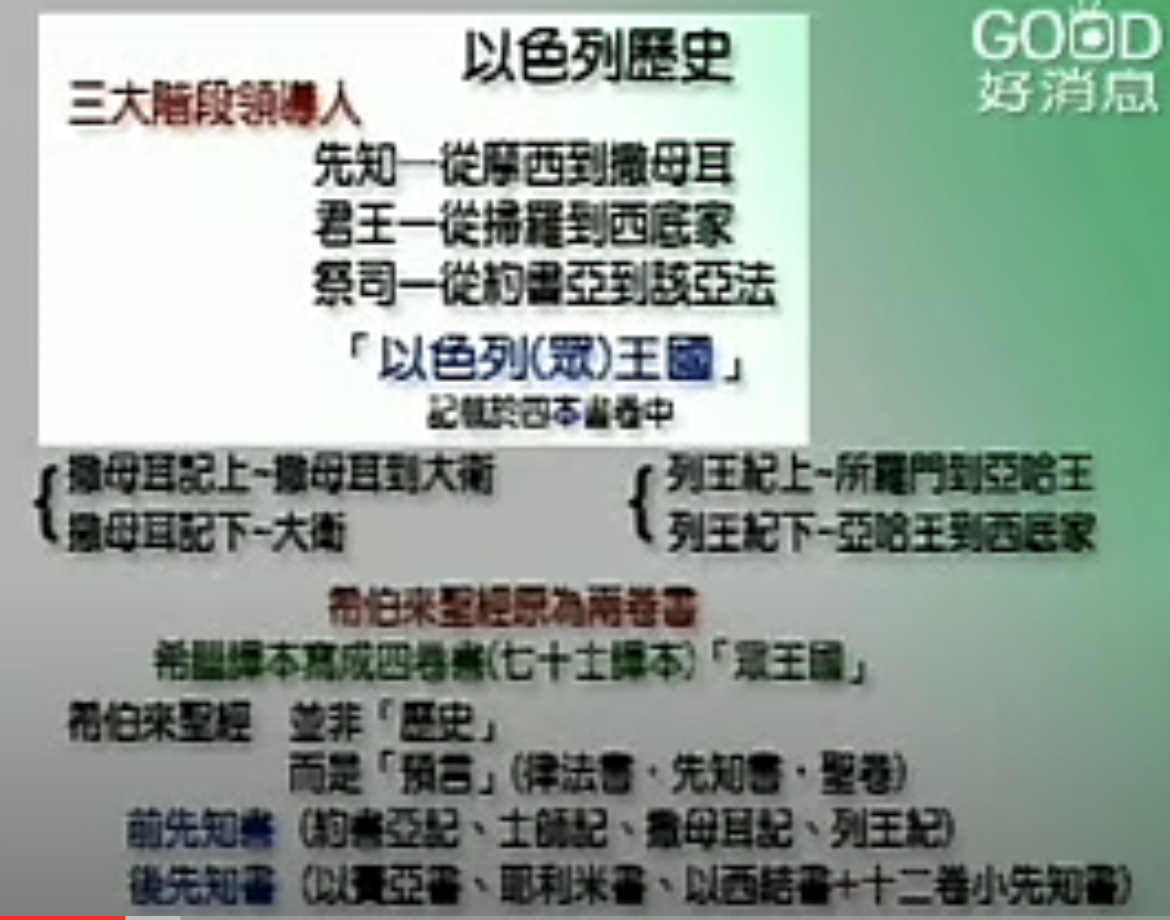 GOOD
好消息
以色列歷史
三大階段領導人
先知—從摩西到撒母耳
君王—從掃羅到西底家
祭司—從約書亞到該亞法
「以色列(眾)王國」
記載於四本書卷中
撒母耳記上~撒母耳到大衛
撒母耳記下~大衛
列王紀上~所羅門到亞哈王
列王紀下~亞哈王到西底家
希伯來聖經原為兩卷書
希臘譯本寫成四卷書(七十士譯本)「眾王國」
希伯來聖經 並非「歷史」
而是「預言」(律法書·先知書·聖卷)
前先知書 (約書亞記、士師記、撒母耳記、列王紀)
後先知書 (以賽亞書、耶利米書、以西結書+十二卷小先知書)